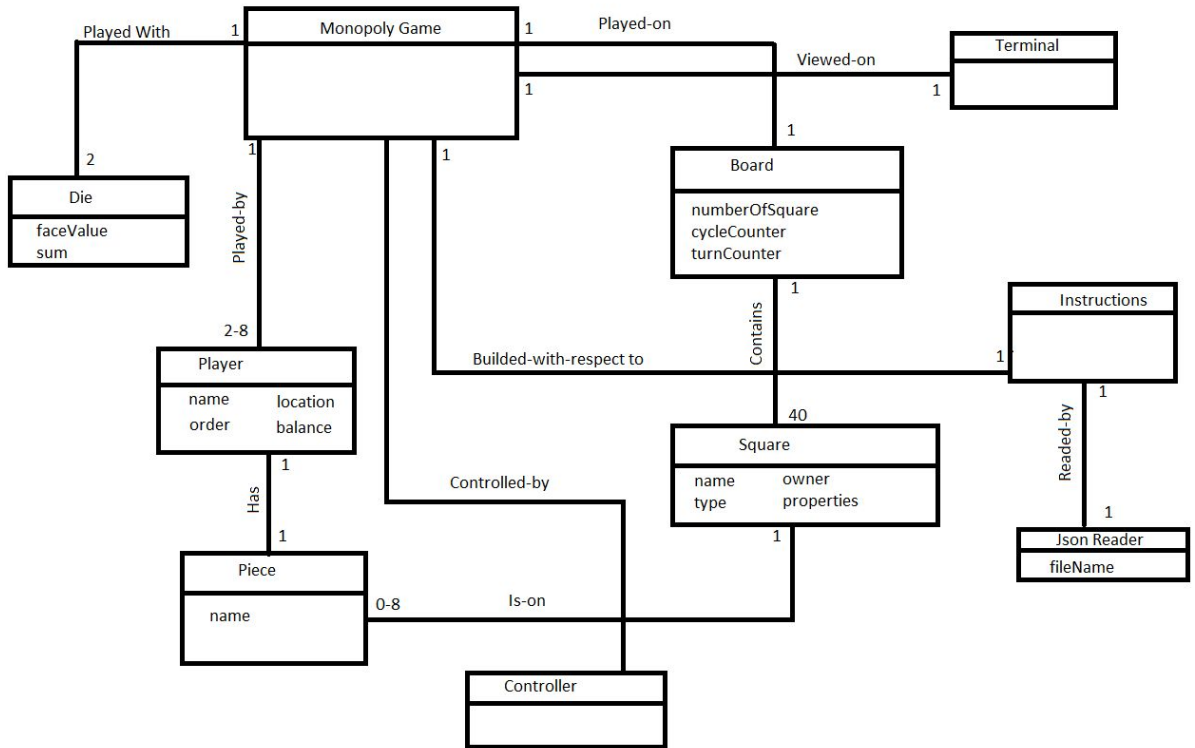 Played With
1
Monopoly Game
1
Played-on
Terminal
Viewed-on
1
1
1
1
1
2
Board
Die
Played-by
numberOfSquare
faceValue
cycleCounter
sum
turnCounter
1
Instructions
Contains
2-8
Builded-with-respect to
1
Player
name location
order balance
1
40
Readed-by
Square
1
Controlled-by
name owner
type properties
Has
1
1
1
Json Reader
Piece
fileName
0-8
Is-on
name
Controller